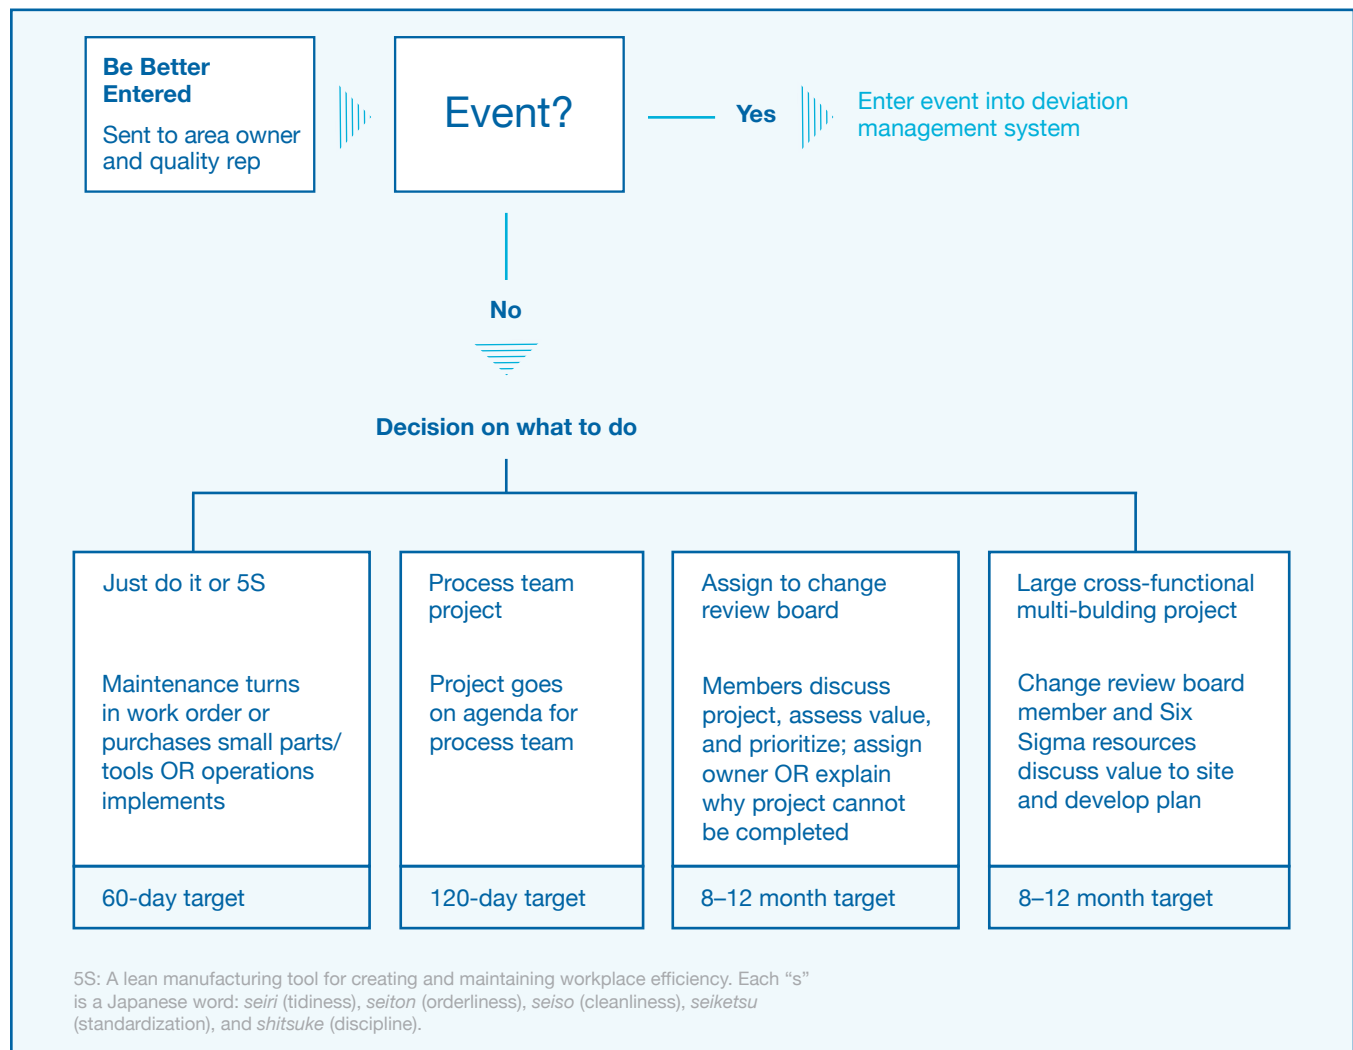 Be Better
Entered
Sent to area owner
and quality rep
Event?
Yes
Enter event into deviation
management system
No
Decision on what to do
Just do it or 5S
Maintenance turns
in work order or
purchases small parts/
tools OR operations
implements
60-day target
Process team
project
Project goes
on agenda for
process team
120-day target
Assign to change
review board
Members discuss
project, assess value,
and prioritize; assign
owner OR explain
why project cannot
be completed
8–12 month target
Large cross-functional
multi-bulding project
Change review board
member and Six
Sigma resources
discuss value to site
and develop plan
8–12 month target
5S: A lean manufacturing tool for creating and maintaining workplace efficiency. Each “s”
is a Japanese word: seiri (tidiness), seiton (orderliness), seiso (cleanliness), seiketsu
(standardization), and shitsuke (discipline).